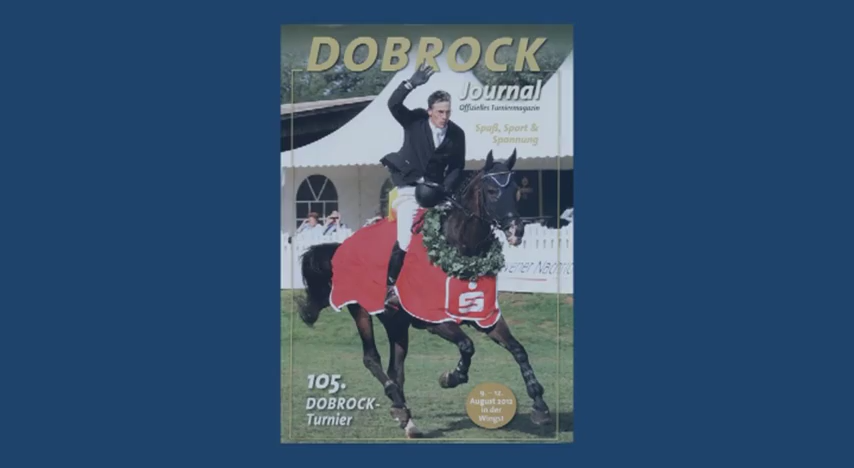 DOBROCK
Journal
Offizielles Turniermagazin
Spaß, Sport &
Spannung
105.
DOBROCK-
Turnier
9. – 12.
August 2012
in der
Wingst